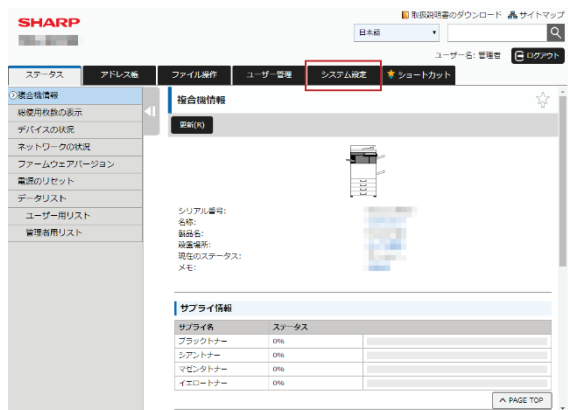 取扱説明書のダウンロード サイトマップ
SHARP
日本語
ユーザー名: 管理者 ログアウト
ステータス アドレス帳 ファイル操作 ユーザー管理 システム設定 ショートカット
複合機情報
総使用枚数の表示
デバイスの状況
ネットワークの状況
ファームウェアバージョン
電源のリセット
データリスト
ユーザー用リスト
管理者用リスト
複合機情報
更新(R)
シリアル番号:
名称:
製品名:
設置場所:
現在のステータス:
メモ:
サプライ情報
サプライ名 ステータス
ブラックトナー 0%
シアントナー 0%
マゼンタトナー 0%
イエロートナー 0%
PAGE TOP